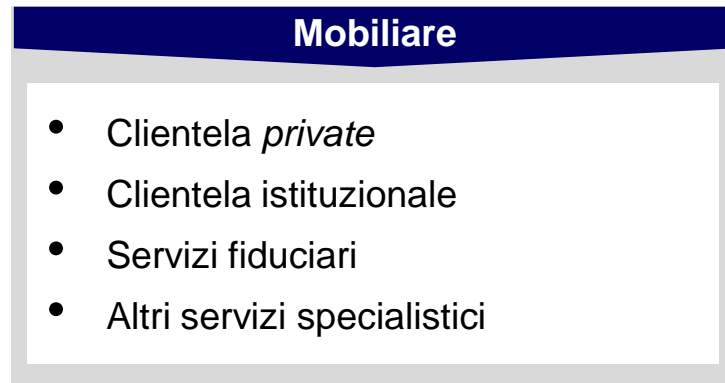 Mobiliare
• Clientela private
• Clientela istituzionale
• Servizi fiduciari
• Altri servizi specialistici